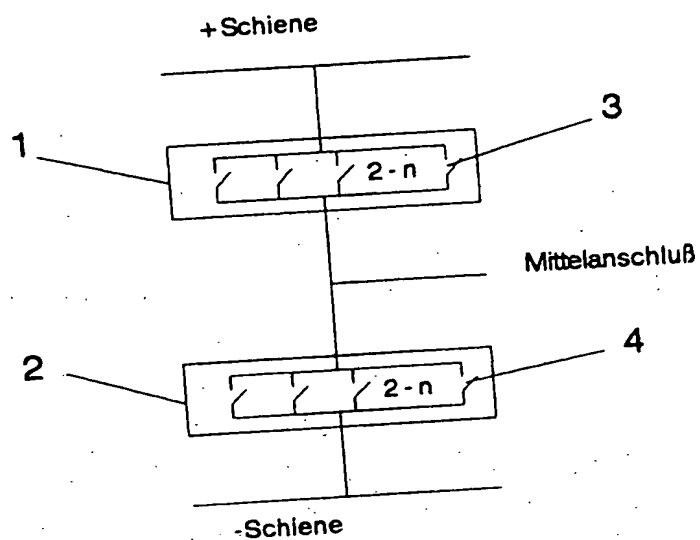 +Schiene
1
3
2-n
Mittelanschluß
2
4
2-n
-Schiene